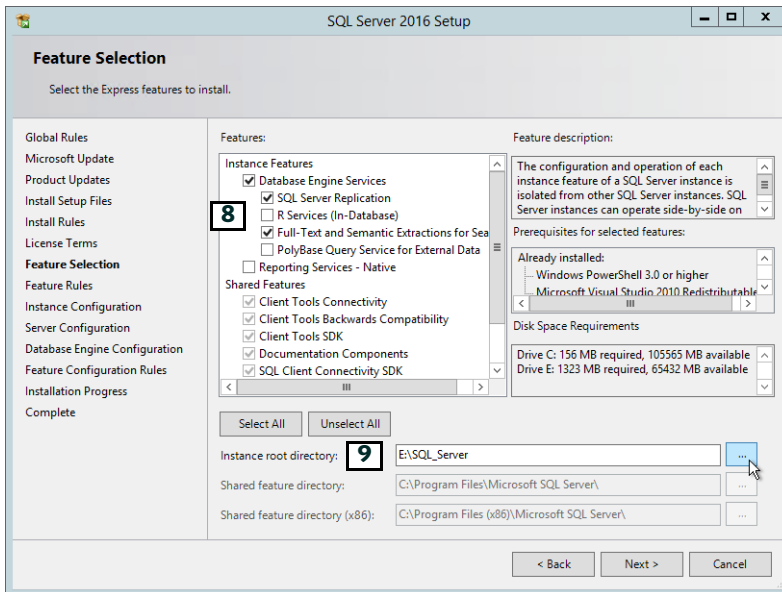 SQL Server 2016 Setup
Feature Selection
Select the Express features to install.
Global Rules
Microsoft Update
Product Updates
Install Setup Files
Install Rules
License Terms
Feature Selection
Feature Rules
Instance Configuration
Server Configuration
Database Engine Configuration
Feature Configuration Rules
Installation Progress
Complete
Features:
Instance Features
Database Engine Services
SQL Server Replication
8
R Services (In-Database)
Full-Text and Semantic Extractions for Sea
PolyBase Query Service for External Data
Reporting Services - Native
Shared Features
Client Tools Connectivity
Client Tools Backwards Compatibility
Client Tools SDK
Documentation Components
SQL Client Connectivity SDK
Feature description:
The configuration and operation of each
instance feature of a SQL Server instance is
isolated from other SQL Server instances. SQL
Server instances can operate side-by-side on
Prerequisites for selected features:
Already installed:
Windows PowerShell 3.0 or higher
Microsoft Visual Studio 2010 Redistributable
Disk Space Requirements
Drive C: 156 MB required, 105565 MB available
Drive E: 1323 MB required, 65432 MB available
Select All
Unselect All
Instance root directory:
9
E:\SQL_Server
...
Shared feature directory:
C:\Program Files\Microsoft SQL Server\
...
Shared feature directory (x86):
C:\Program Files (x86)\Microsoft SQL Server\
...
< Back
Next >
Cancel